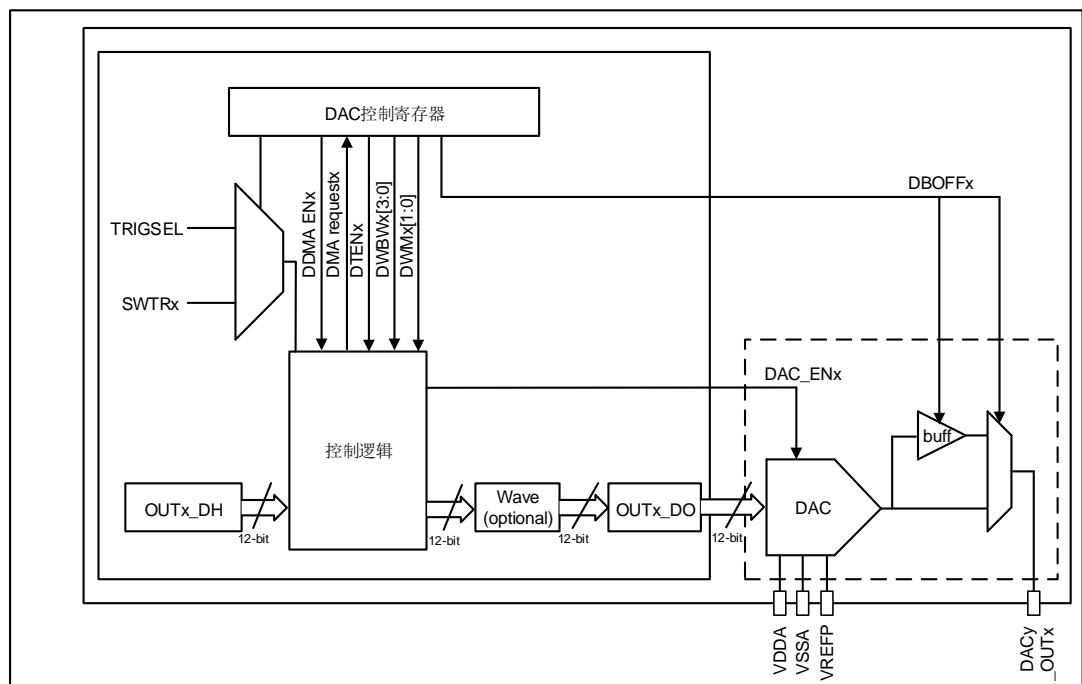 DAC控制寄存器
DBOFFx
TRIGSEL
SWTRx
DDMA ENx
DMA requestx
DTENx
DWBWx[3:0]
DWMx[1:0]
DAC_ENx
控制逻辑
buff
OUTx_DH
12-bit
12-bit
Wave
(optional)
12-bit
OUTx_DO
12-bit
DAC
VDDA
VSSA
VREFP
DACy
_OUTx